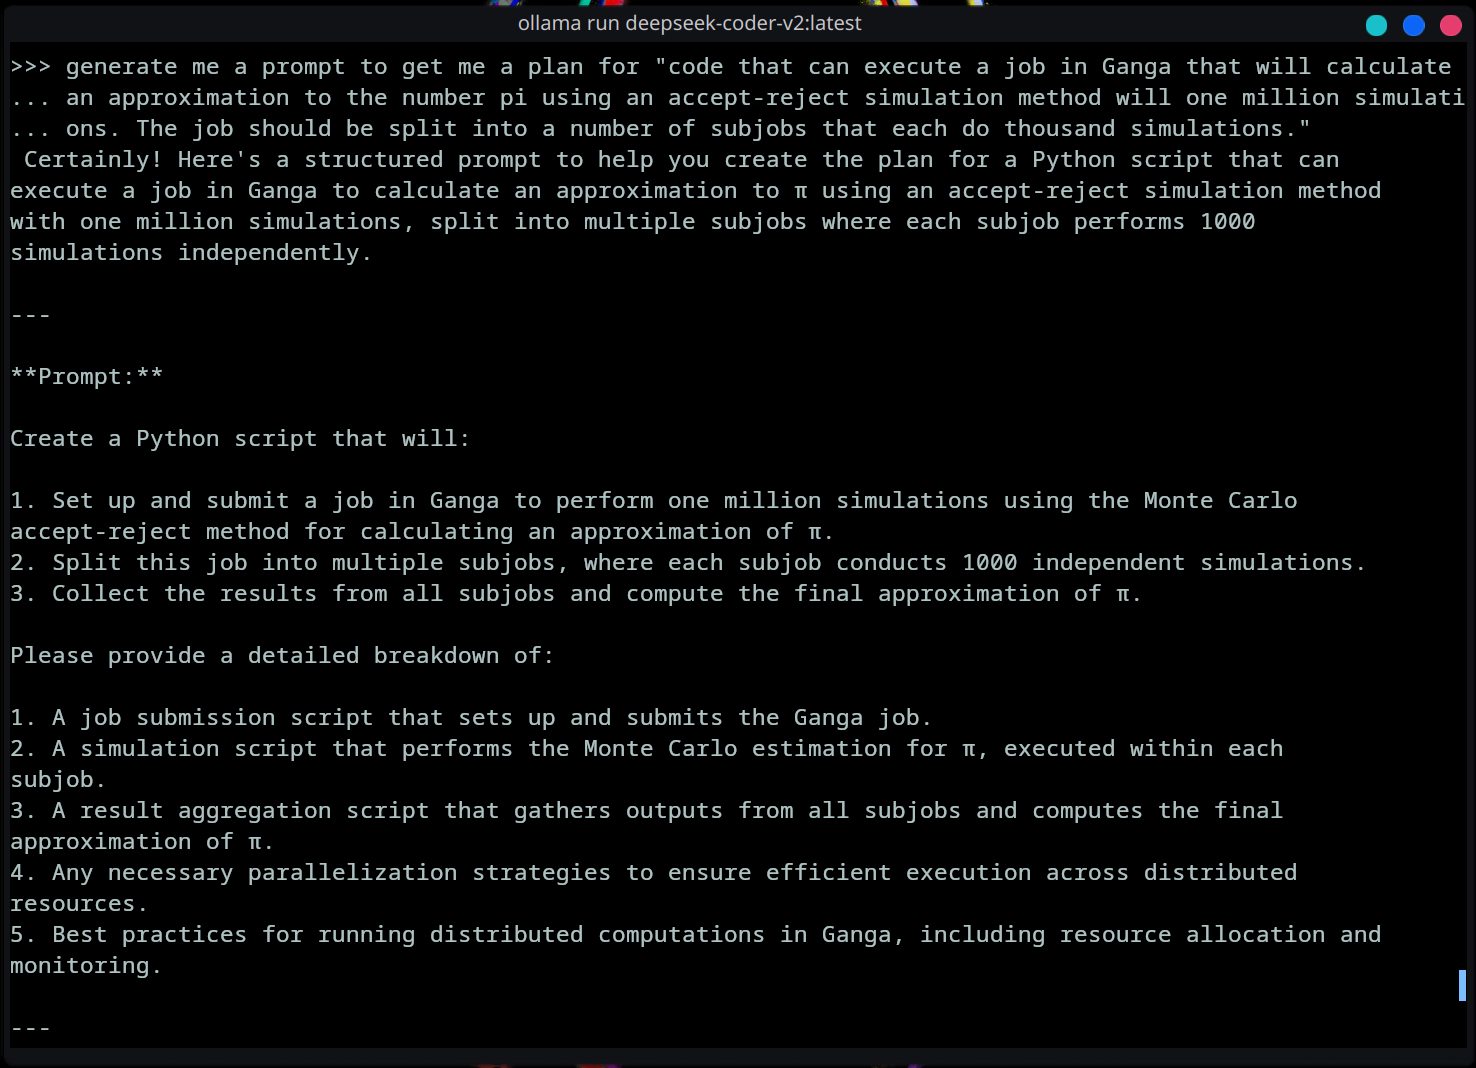 ollama run deepseek-coder-v2:latest
>>> generate me a prompt to get me a plan for "code that can execute a job in Ganga that will calculate
... an approximation to the number pi using an accept-reject simulation method will one million simulati
... ons. The job should be split into a number of subjobs that each do thousand simulations."
Certainly! Here's a structured prompt to help you create the plan for a Python script that can
execute a job in Ganga to calculate an approximation to π using an accept-reject simulation method
with one million simulations, split into multiple subjobs where each subjob performs 1000
simulations independently.
---
**Prompt:**
Create a Python script that will:
1. Set up and submit a job in Ganga to perform one million simulations using the Monte Carlo
accept-reject method for calculating an approximation of π.
2. Split this job into multiple subjobs, where each subjob conducts 1000 independent simulations.
3. Collect the results from all subjobs and compute the final approximation of π.
Please provide a detailed breakdown of:
1. A job submission script that sets up and submits the Ganga job.
2. A simulation script that performs the Monte Carlo estimation for π, executed within each
subjob.
3. A result aggregation script that gathers outputs from all subjobs and computes the final
approximation of π.
4. Any necessary parallelization strategies to ensure efficient execution across distributed
resources.
5. Best practices for running distributed computations in Ganga, including resource allocation and
monitoring.
---